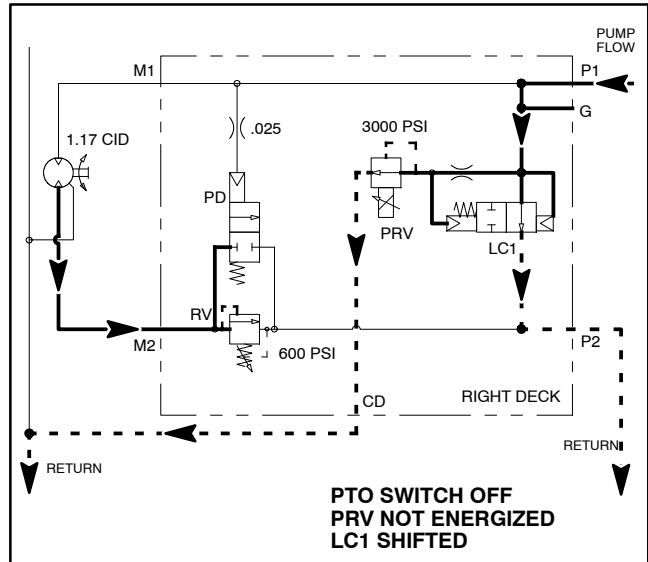 PUMP
FLOW
M1
P1
G
1.17 CID
.025
3000 PSI
PD
PRV
LC1
RV
M2
600 PSI
P2
CD
RIGHT DECK
RETURN
RETURN
PTO SWITCH OFF
PRV NOT ENERGIZED
LC1 SHIFTED